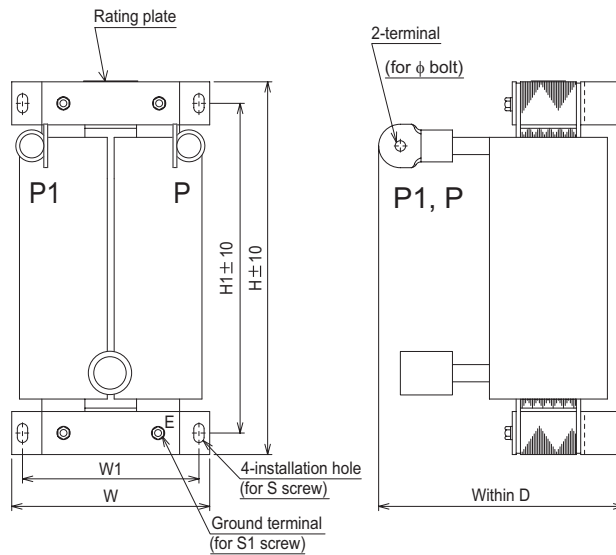 Rating plate
2-terminal
(for ϕ bolt)
P1
P
P1, P
H1±10
H±10
E
W1
W
4-installation hole
(for S screw)
Within D
Ground terminal
(for S1 screw)